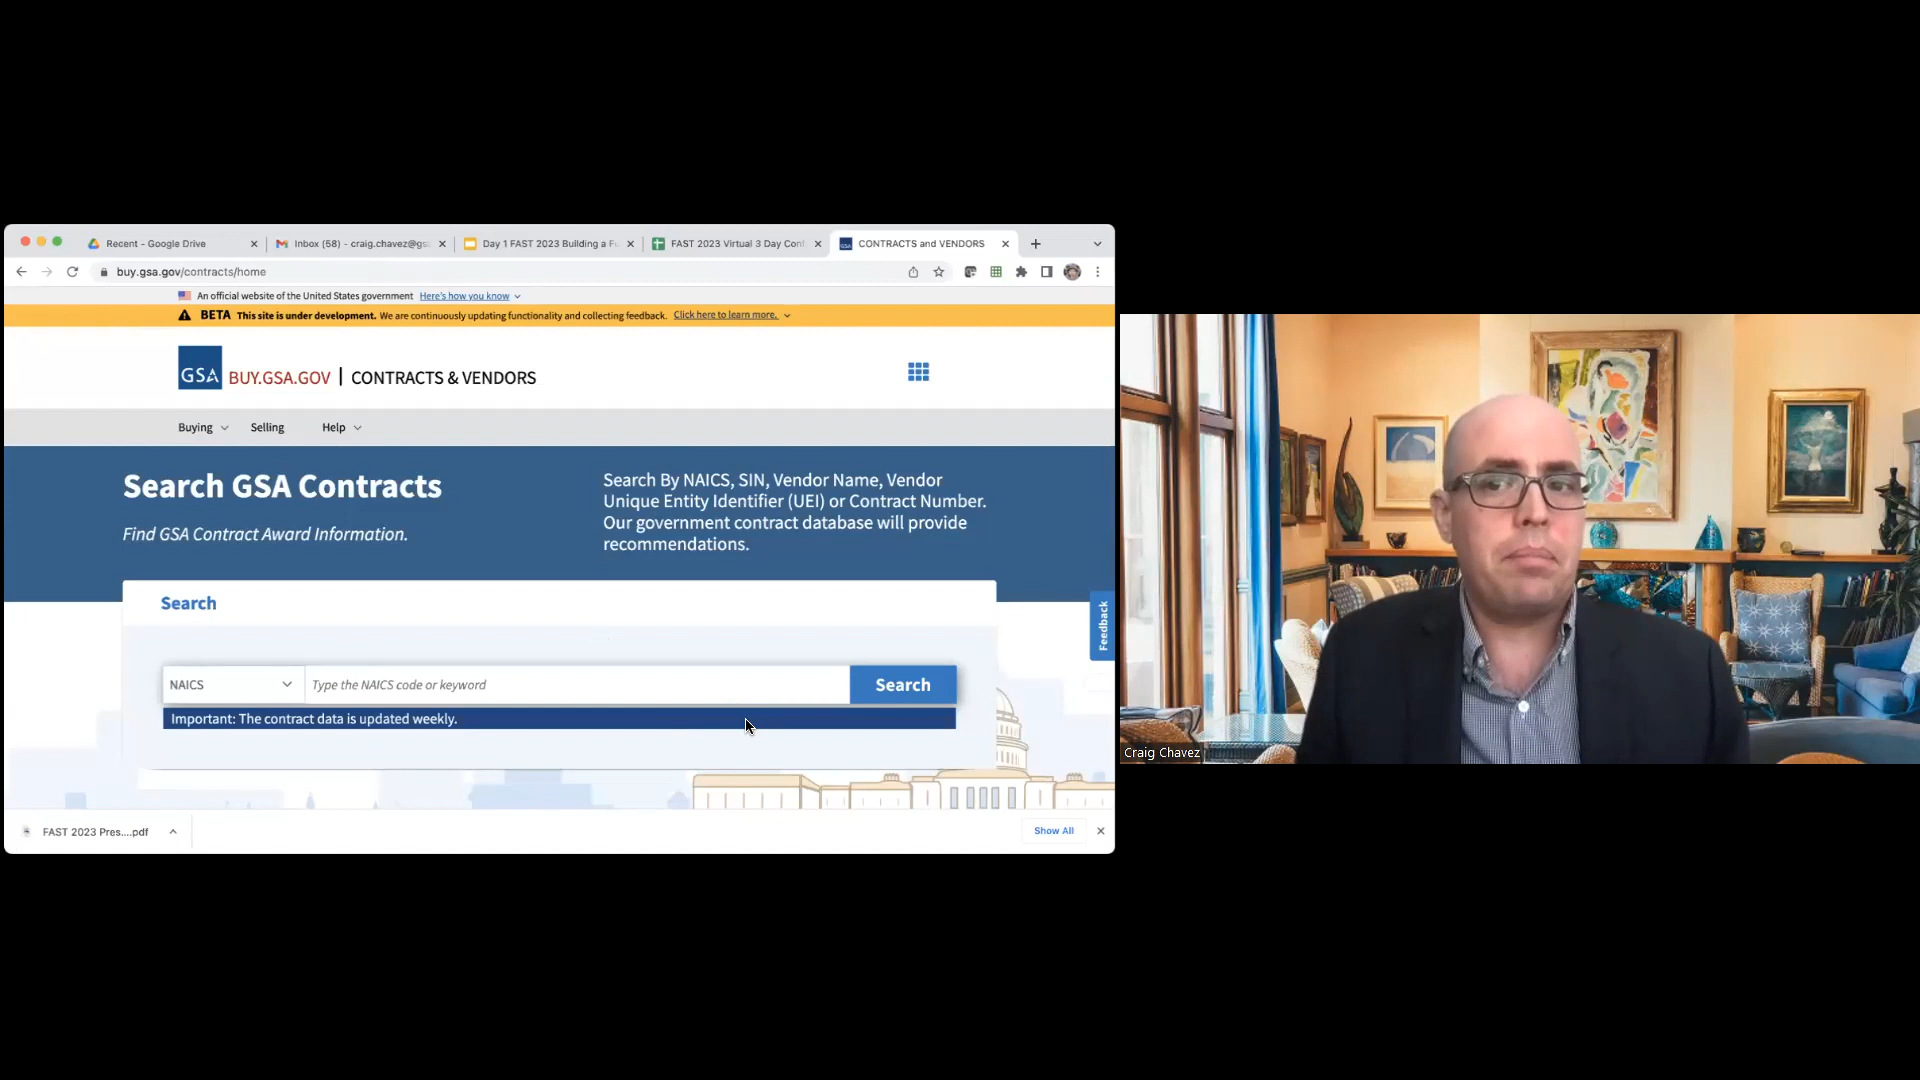 Recent - Google Drive
Inbox (58) - craig.chavez@gs
Day 1 FAST 2023 Building a Fu
FAST 2023 Virtual 3 Day Conf
CONTRACTS and VENDORS
buy.gsa.gov/contracts/home
An official website of the United States government Here's how you know
BETA This site is under development. We are continuously updating functionality and collecting feedback. Click here to learn more.
GSA BUY.GSA.GOV | CONTRACTS & VENDORS
Buying Selling Help
Search GSA Contracts
Find GSA Contract Award Information.
Search By NAICS, SIN, Vendor Name, Vendor
Unique Entity Identifier (UEI) or Contract Number.
Our government contract database will provide
recommendations.
Search
Feedback
NAICS Type the NAICS code or keyword Search
Important: The contract data is updated weekly.
FAST 2023 Pres....pdf
Show All
Craig Chavez